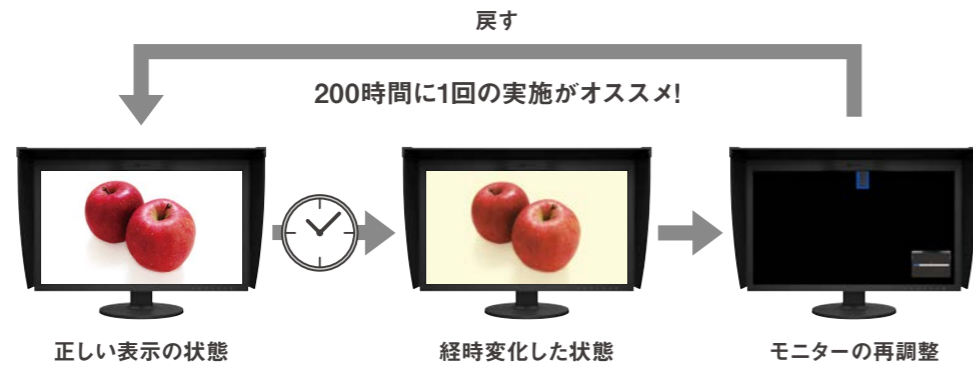 戻す
200時間に1回の実施がオススメ!
正しい表示の状態
経時変化した状態
モニターの再調整